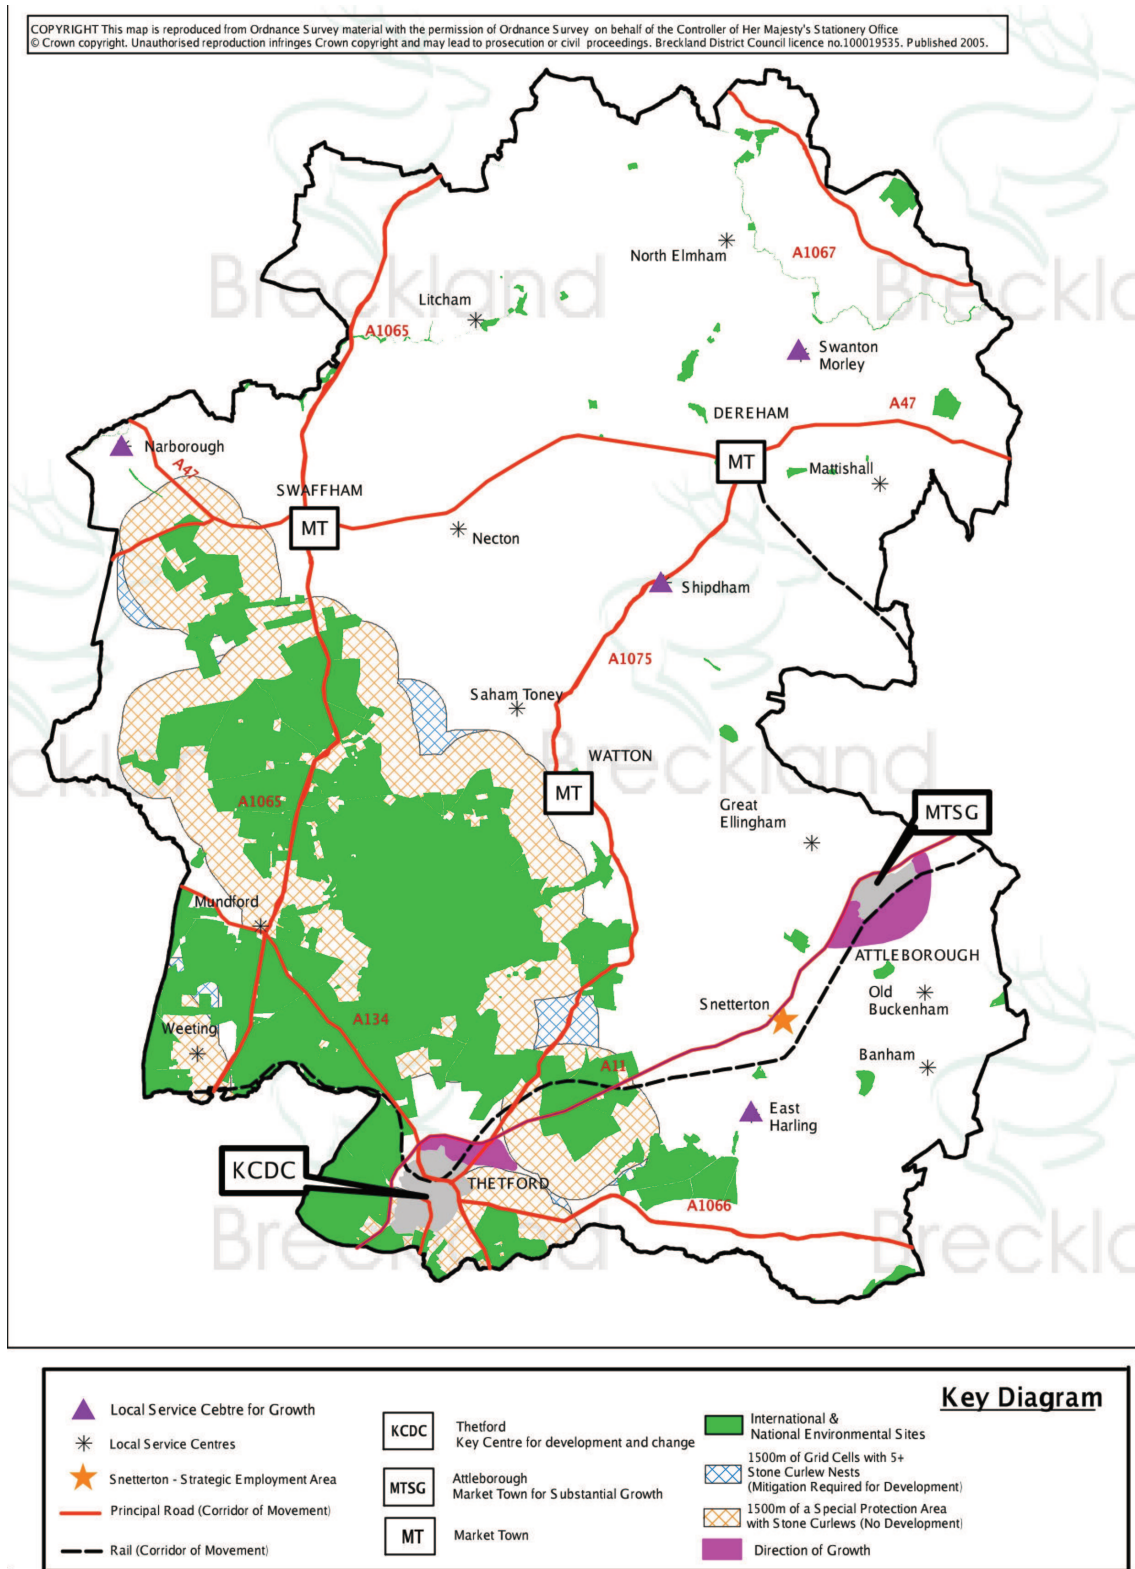 COPYRIGHT This map is reproduced from Ordnance Survey material with the permission of Ordnance Survey on behalf of the Controller of Her Majesty's Stationery Office
© Crown copyright. Unauthorised reproduction infringes Crown copyright and may lead to prosecution or civil proceedings. Breckland District Council licence no.100019535. Published 2005.
North Elmham
A1067
Breckland
Breckla
Litcham
A1065
Swanton
Morley
DEREHAM
A47
Narborough
A47
MT
Mattishall
SWAFFHAM
MT
Necton
Shipdham
A1075
Saham Toney
WATTON
ckland
Breckland
MT
A1065
Great
Ellingham
MTSG
Mundford
ATTLEBOROUGH
Old
Buckenham
Snetterton
A134
Weeting
Banham
A11
East
Harling
KCDC
THETFORD
A1066
Breckland
Breckla
Key Diagram
Local Service Cebtre for Growth
Local Service Centres
Snetterton - Strategic Employment Area
Principal Road (Corridor of Movement)
Rail (Corridor of Movement)
KCDC
Thetford
Key Centre for development and change
MTSG
Attleborough
Market Town for Substantial Growth
MT
Market Town
International &
National Environmental Sites
1500m of Grid Cells with 5+
Stone Curlew Nests
(Mitigation Required for Development)
1500m of a Special Protection Area
with Stone Curlews (No Development)
Direction of Growth